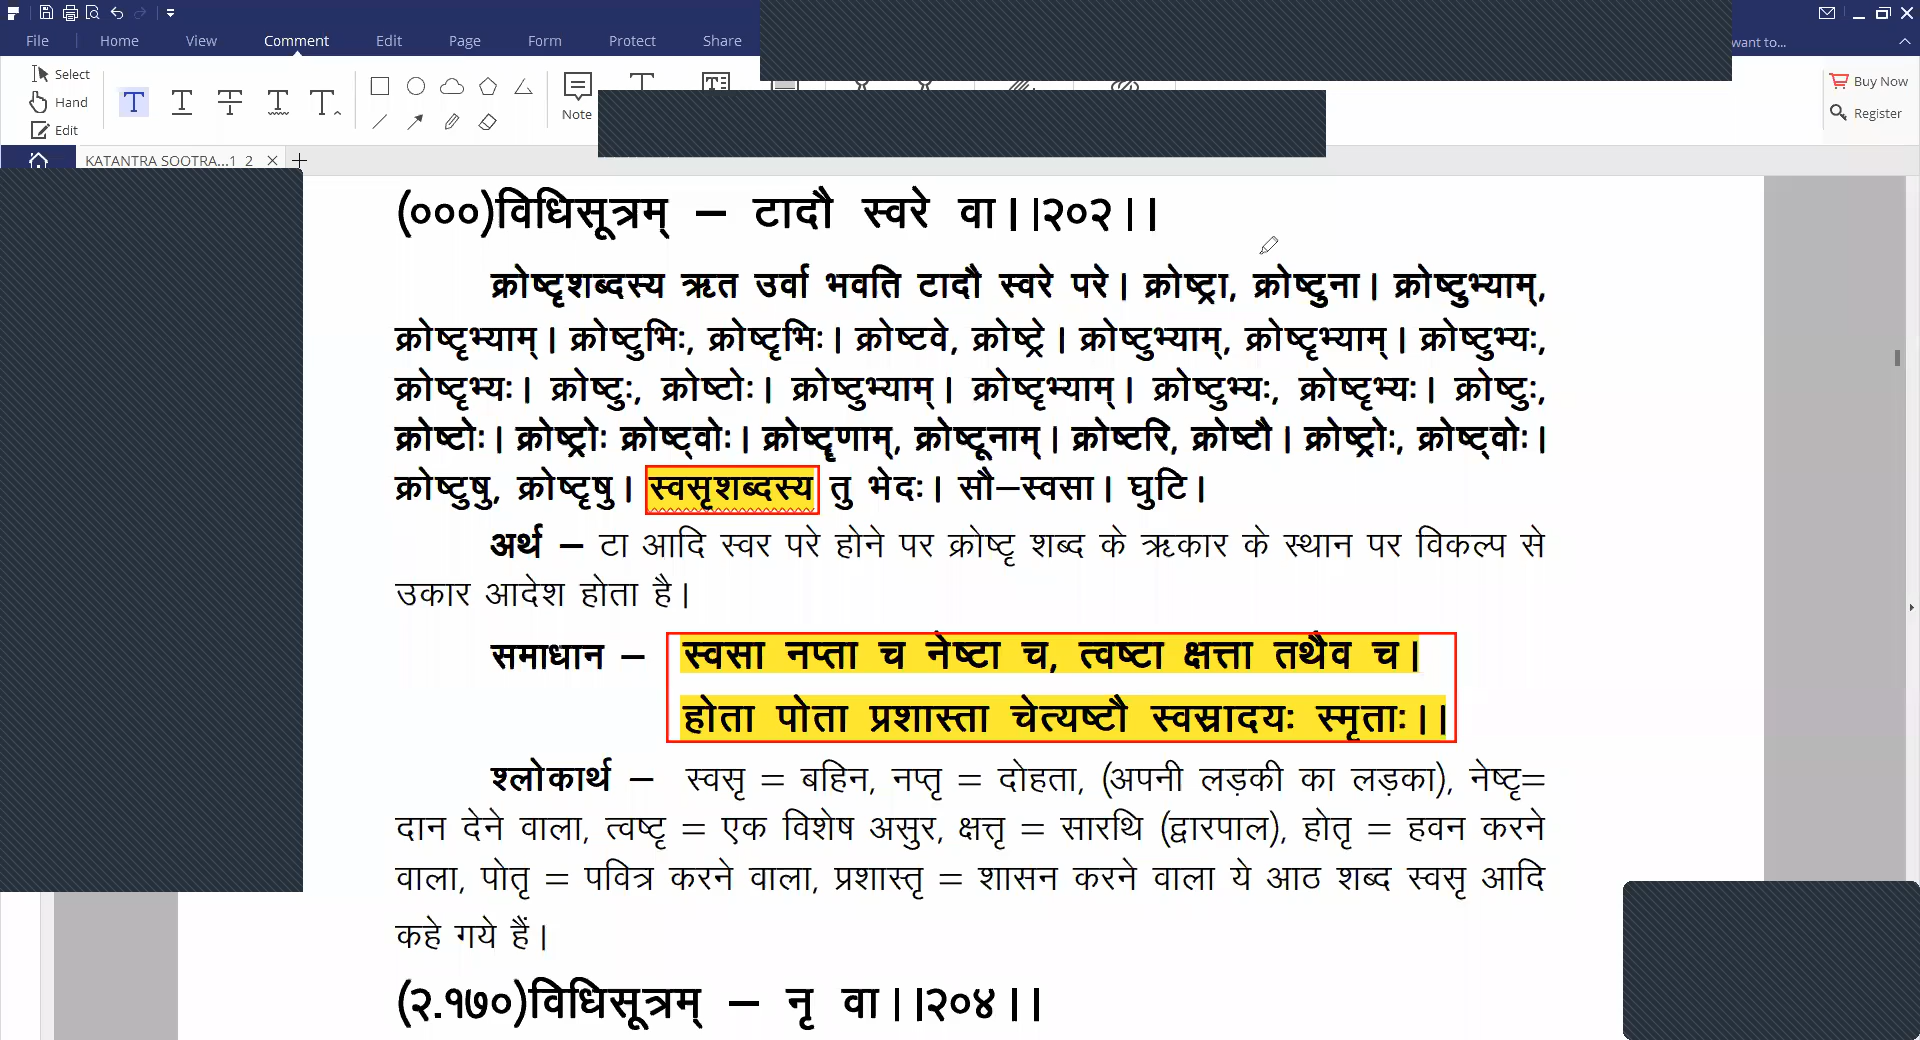 File Home View Comment Edit Page Form Protect Share want to...
Select
Hand
Edit
Note
Buy Now
Register
KATANTRA SOOTRA...1 2
(०००)विधिसूत्रम् – टादौ स्वरे वा।।२०२।।
क्रोष्टृशब्दस्य ऋत उर्वा भवति टादौ स्वरे परे। क्रोष्ट्रा, क्रोष्टुना। क्रोष्टुभ्याम्,
क्रोष्टृभ्याम्। क्रोष्टुभिः, क्रोष्टृभिः। क्रोष्टवे, क्रोष्ट्रे। क्रोष्टुभ्याम्, क्रोष्टृभ्याम्। क्रोष्टुभ्यः,
क्रोष्टृभ्यः। क्रोष्टुः, क्रोष्टोः। क्रोष्टुभ्याम्। क्रोष्टृभ्याम्। क्रोष्टुभ्यः, क्रोष्टृभ्यः। क्रोष्टुः,
क्रोष्टोः। क्रोष्ट्रोः क्रोष्ट्वोः। क्रोष्टॄणाम्, क्रोष्टूनाम्। क्रोष्टरि, क्रोष्टौ। क्रोष्ट्रोः, क्रोष्ट्वोः।
क्रोष्टुषु, क्रोष्टृषु। स्वसृशब्दस्य तु भेदः। सौ–स्वसा। घुटि।
अर्थ – टा आदि स्वर परे होने पर क्रोष्टृ शब्द के ऋकार के स्थान पर विकल्प से
उकार आदेश होता है।
समाधान – स्वसा नप्ता च नेष्टा च, त्वष्टा क्षत्ता तथैव च।
होता पोता प्रशास्ता चेत्यष्टौ स्वस्रादयः स्मृताः।।
श्लोकार्थ – स्वसृ = बहिन, नप्तृ = दोहता, (अपनी लड़की का लड़का), नेष्टृ=
दान देने वाला, त्वष्टृ = एक विशेष असुर, क्षत्तृ = सारथि (द्वारपाल), होतृ = हवन करने
वाला, पोतृ = पवित्र करने वाला, प्रशास्तृ = शासन करने वाला ये आठ शब्द स्वसृ आदि
कहे गये हैं।
(२.१७०)विधिसूत्रम् – नृ वा।।२०४।।